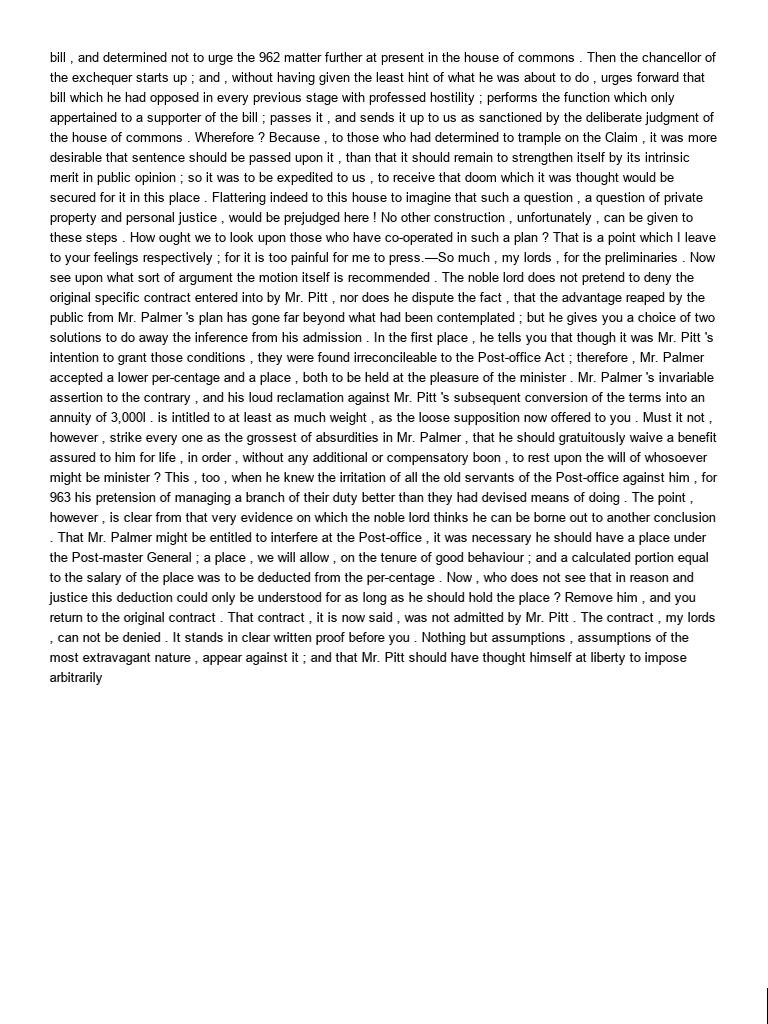 bill , and determined not to urge the 962 matter further at present in the house of commons . Then the chancellor of
the exchequer starts up ; and , without having given the least hint of what he was about to do , urges forward that
bill which he had opposed in every previous stage with professed hostility ; performs the function which only
appertained to a supporter of the bill ; passes it , and sends it up to us as sanctioned by the deliberate judgment of
the house of commons . Wherefore ? Because , to those who had determined to trample on the Claim , it was more
desirable that sentence should be passed upon it , than that it should remain to strengthen itself by its intrinsic
merit in public opinion ; so it was to be expedited to us , to receive that doom which it was thought would be
secured for it in this place . Flattering indeed to this house to imagine that such a question , a question of private
property and personal justice , would be prejudged here ! No other construction , unfortunately , can be given to
these steps . How ought we to look upon those who have co-operated in such a plan ? That is a point which I leave
to your feelings respectively ; for it is too painful for me to press.—So much , my lords , for the preliminaries . Now
see upon what sort of argument the motion itself is recommended . The noble lord does not pretend to deny the
original specific contract entered into by Mr. Pitt , nor does he dispute the fact , that the advantage reaped by the
public from Mr. Palmer 's plan has gone far beyond what had been contemplated ; but he gives you a choice of two
solutions to do away the inference from his admission . In the first place , he tells you that though it was Mr. Pitt 's
intention to grant those conditions , they were found irreconcileable to the Post-office Act ; therefore , Mr. Palmer
accepted a lower per-centage and a place , both to be held at the pleasure of the minister . Mr. Palmer 's invariable
assertion to the contrary , and his loud reclamation against Mr. Pitt 's subsequent conversion of the terms into an
annuity of 3,000l . is intitled to at least as much weight , as the loose supposition now offered to you . Must it not ,
however , strike every one as the grossest of absurdities in Mr. Palmer , that he should gratuitously waive a benefit
assured to him for life , in order , without any additional or compensatory boon , to rest upon the will of whosoever
might be minister ? This , too , when he knew the irritation of all the old servants of the Post-office against him , for
963 his pretension of managing a branch of their duty better than they had devised means of doing . The point ,
however , is clear from that very evidence on which the noble lord thinks he can be borne out to another conclusion
. That Mr. Palmer might be entitled to interfere at the Post-office , it was necessary he should have a place under
the Post-master General ; a place , we will allow , on the tenure of good behaviour ; and a calculated portion equal
to the salary of the place was to be deducted from the per-centage . Now , who does not see that in reason and
justice this deduction could only be understood for as long as he should hold the place ? Remove him , and you
return to the original contract . That contract , it is now said , was not admitted by Mr. Pitt . The contract , my lords
, can not be denied . It stands in clear written proof before you . Nothing but assumptions , assumptions of the
most extravagant nature , appear against it ; and that Mr. Pitt should have thought himself at liberty to impose
arbitrarily